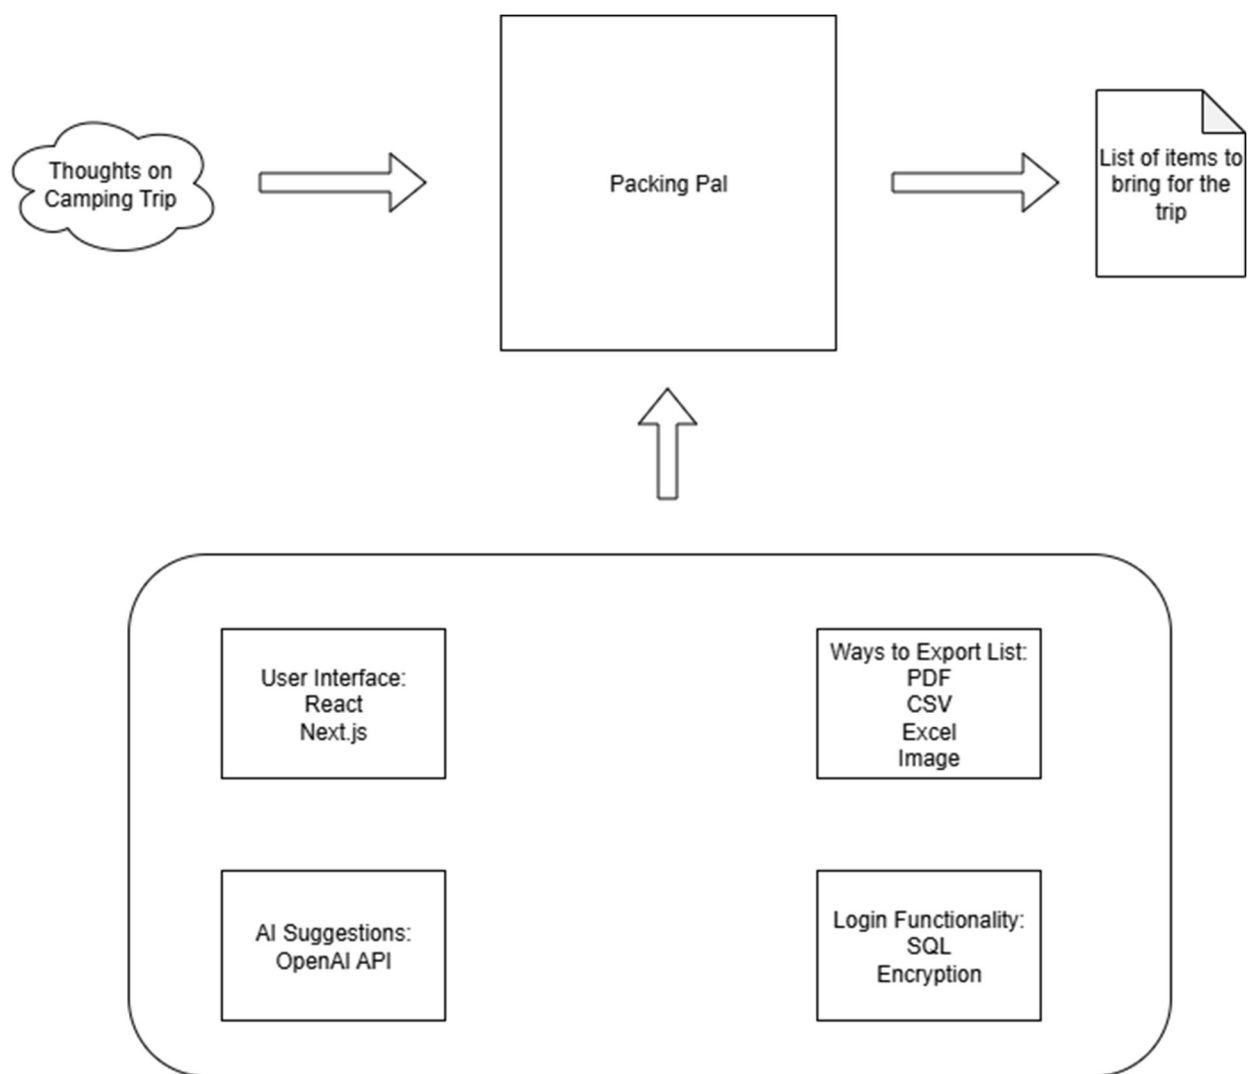 Thoughts on
Camping Trip
Packing Pal
List of items to
bring for the
trip
User Interface:
React
Next.js
Ways to Export List:
PDF
CSV
Excel
Image
AI Suggestions:
OpenAI API
Login Functionality:
SQL
Encryption